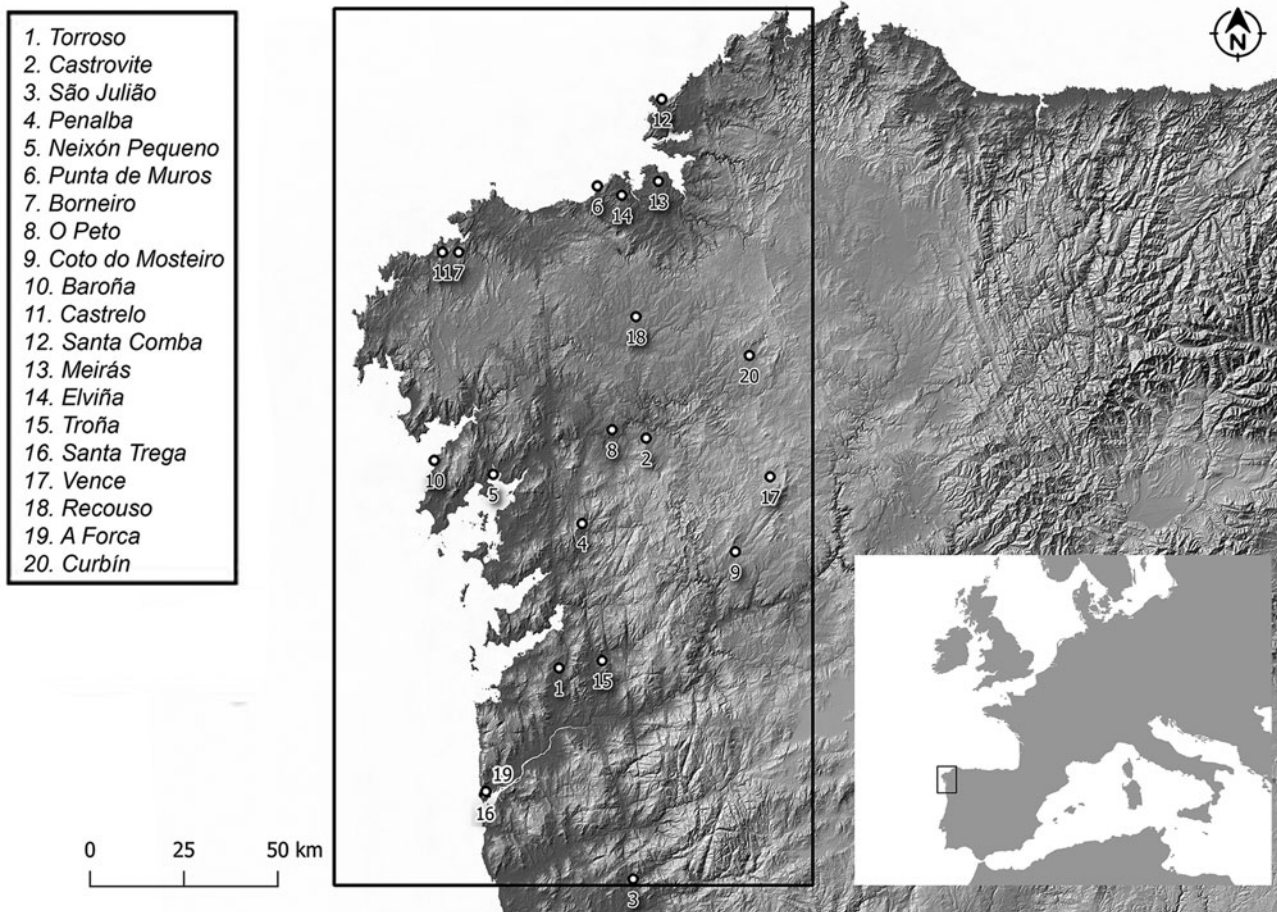 1. Torroso
2. Castrovite
3. São Julião
4. Penalba
5. Neixón Pequeno
6. Punta de Muros
7. Borneiro
8. O Peto
9. Coto do Mosteiro
10. Baroña
11. Castrelo
12. Santa Comba
13. Meirás
14. Elviña
15. Troña
16. Santa Trega
17. Vence
18. Recouso
19. A Forca
20. Curbín
N
12
6
14
13
11
7
18
20
8
2
10
5
17
4
9
1
15
19
16
3
0 25 50 km